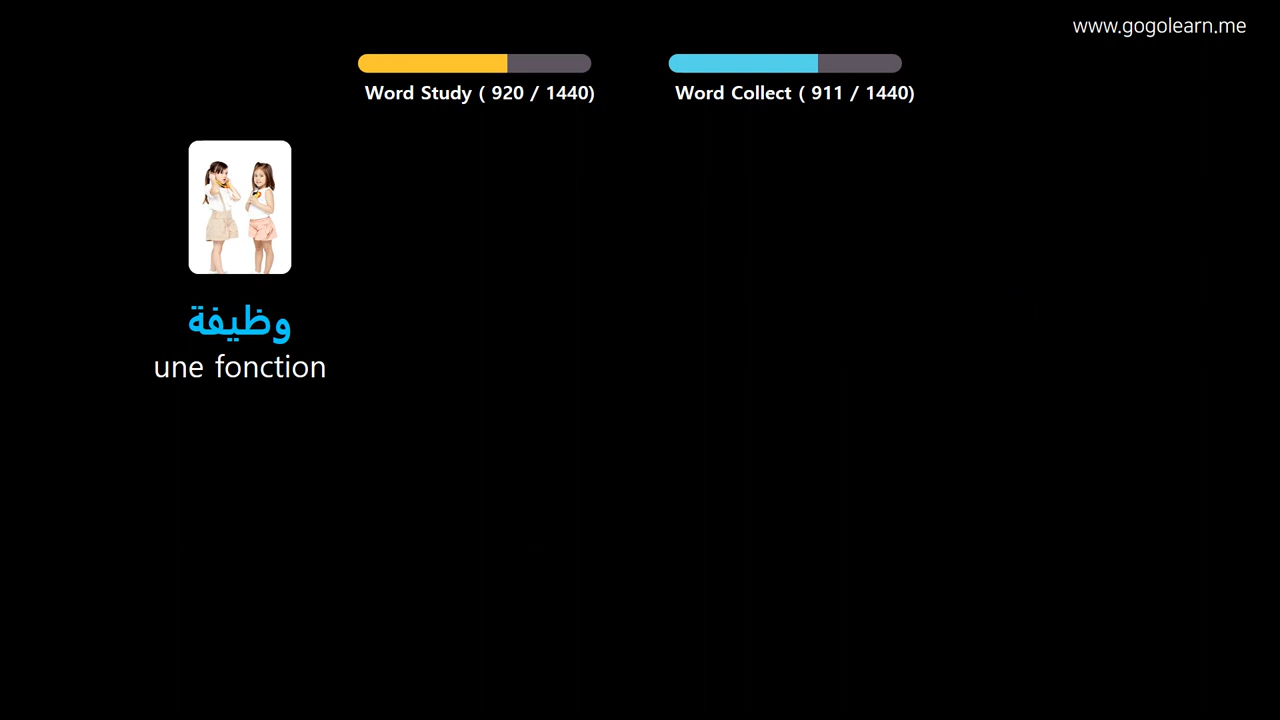 www.gogolearn.me
Word Study ( 920 / 1440)
Word Collect ( 911 / 1440)
وظيفة
une fonction